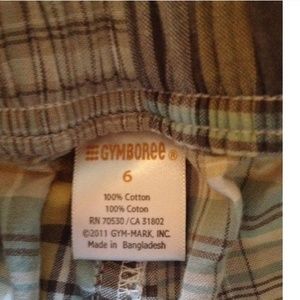 GYMBOREE®
6
100% Cotton
100% Coton
RN 70530/CA 31802
©2011 GYM-MARK, INC.
Made in Bangladesh